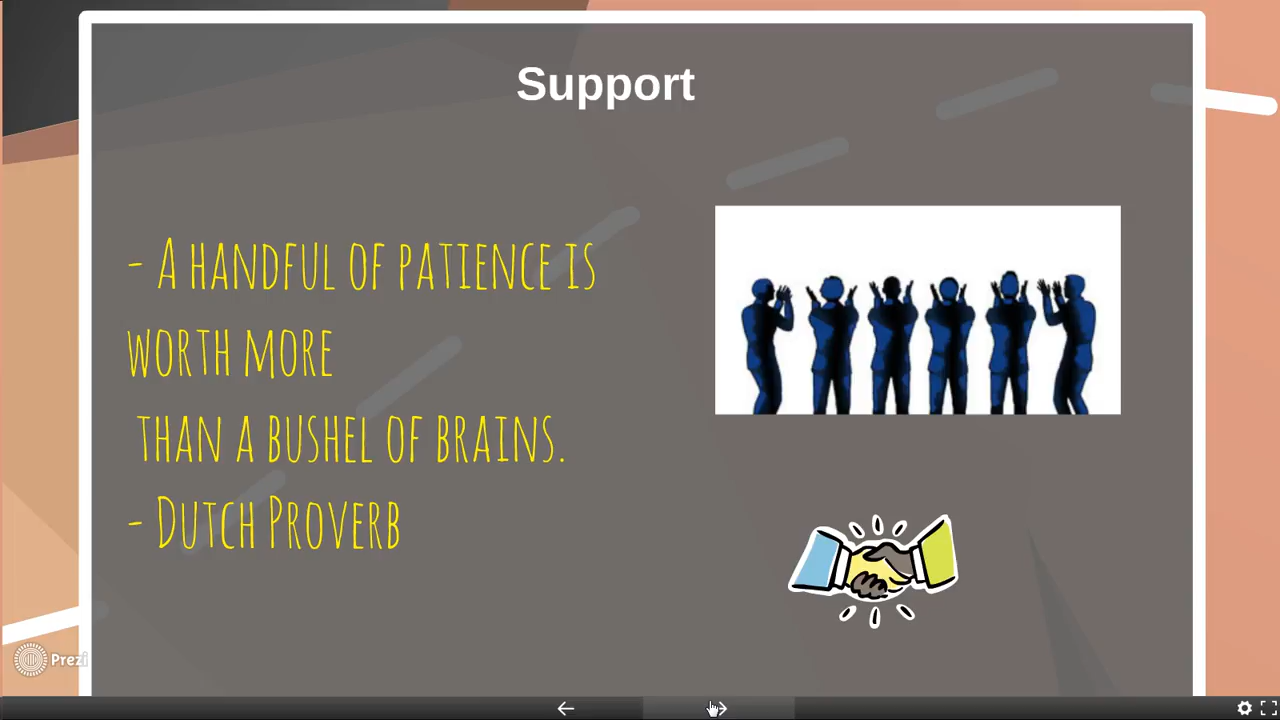 Support
- A HANDFUL OF PATIENCE IS
WORTH MORE
THAN A BUSHEL OF BRAINS.
- DUTCH PROVERB
Prezi